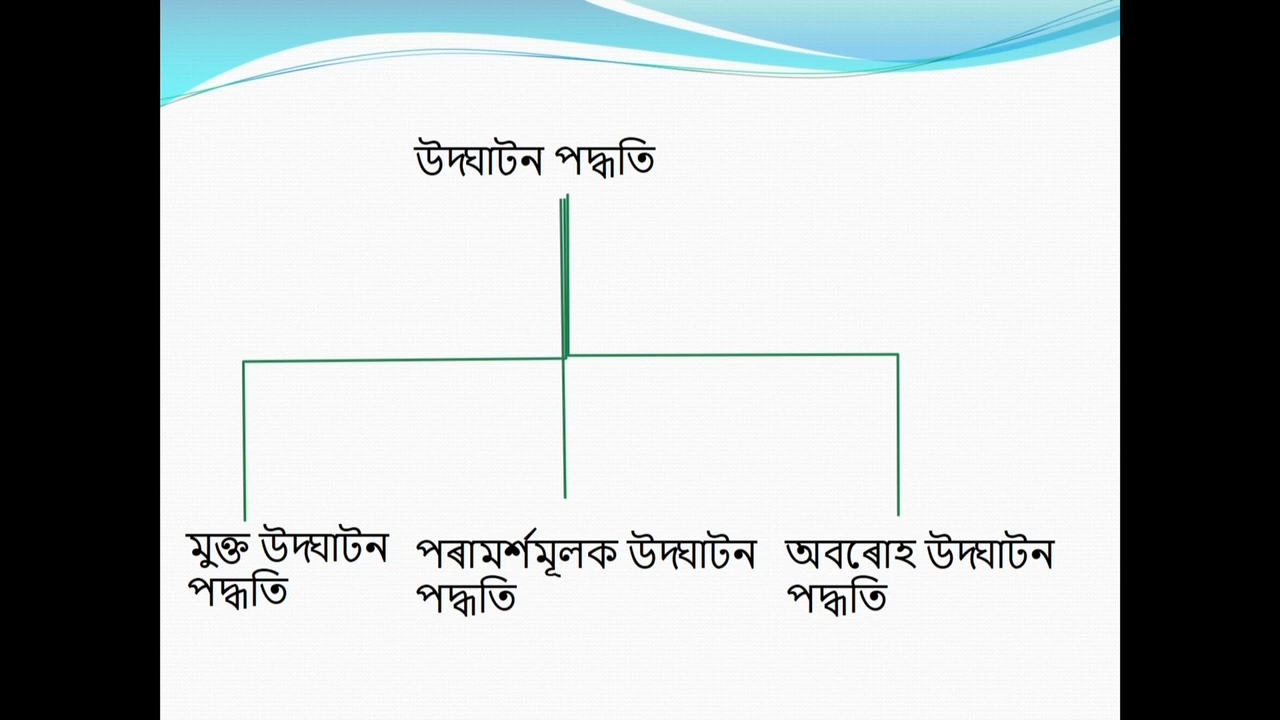 উদ্ঘাটন পদ্ধতি
মুক্ত উদ্ঘাটন
পদ্ধতি
পৰামৰ্শমূলক উদ্ঘাটন
পদ্ধতি
অবৰোহ উদ্ঘাটন
পদ্ধতি